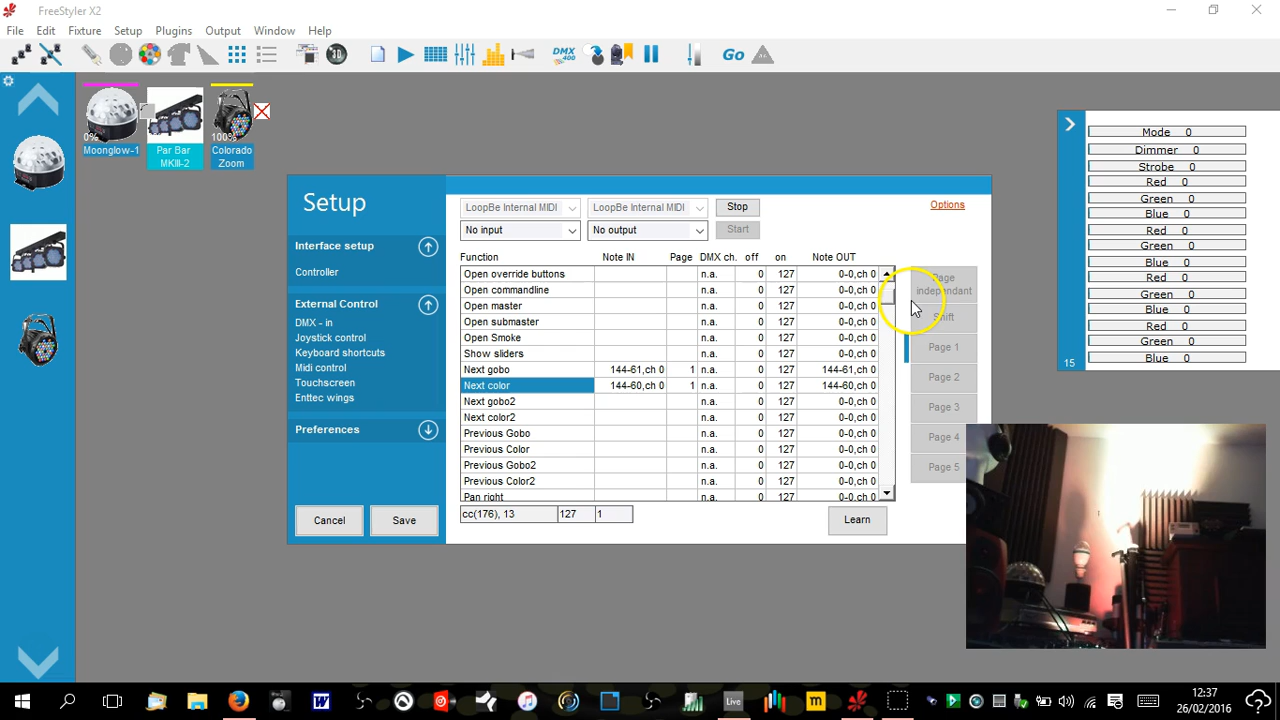 FreeStyler X2
File Edit Fixture Setup Plugins Output Window Help
3D DMX 400 Go
0% 100%
Moonglow-1 Par Bar MKIII-2 Colorado Zoom
Mode 0
Dimmer 0
Strobe 0
Red 0
Green 0
Blue 0
Red 0
Green 0
Blue 0
Red 0
Green 0
Blue 0
Red 0
Green 0
Blue 0
15
Setup
Interface setup
Controller
External Control
DMX - in
Joystick control
Keyboard shortcuts
Midi control
Touchscreen
Enttec wings
Preferences
Cancel Save
LoopBe Internal MIDI LoopBe Internal MIDI Stop Options
No input No output Start
Function Note IN Page DMX ch. off on Note OUT
Open override buttons n.a. 0 127 0-0,ch 0
Open commandline n.a. 0 127 0-0,ch 0
Open master n.a. 0 127 0-0,ch 0
Open submaster n.a. 0 127 0-0,ch 0
Open Smoke n.a. 0 127 0-0,ch 0
Show sliders n.a. 0 127 0-0,ch 0
Next gobo 144-61,ch 0 1 n.a. 0 127 144-61,ch 0
Next color 144-60,ch 0 1 n.a. 0 127 144-60,ch 0
Next gobo2 n.a. 0 127 0-0,ch 0
Next color2 n.a. 0 127 0-0,ch 0
Previous Gobo n.a. 0 127 0-0,ch 0
Previous Color n.a. 0 127 0-0,ch 0
Previous Gobo2 n.a. 0 127 0-0,ch 0
Previous Color2 n.a. 0 127 0-0,ch 0
Pan right n.a. 0 127 0-0,ch 0
cc(176), 13 127 1 Learn
Page independant
Shift
Page 1
Page 2
Page 3
Page 4
Page 5
Live
12:37
26/02/2016